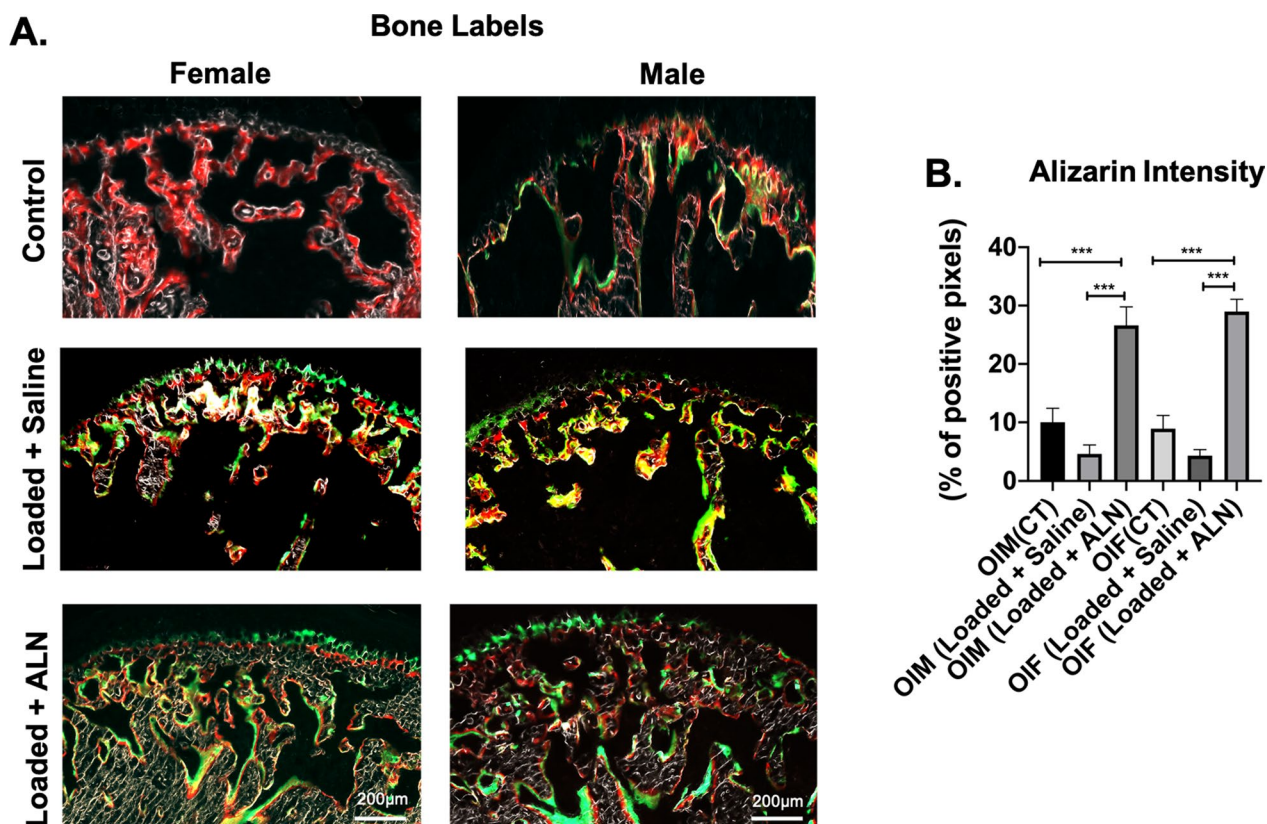 A.
Bone Labels
Female
Male
Control
Loaded + Saline
Loaded + ALN
200µm
200µm
B.
Alizarin Intensity
(% of positive pixels)
40
30
20
10
0
***
***
***
***
OIM(CT)
OIM (Loaded + Saline)
OIM (Loaded + ALN)
OIF(CT)
OIF (Loaded + Saline)
OIF (Loaded + ALN)